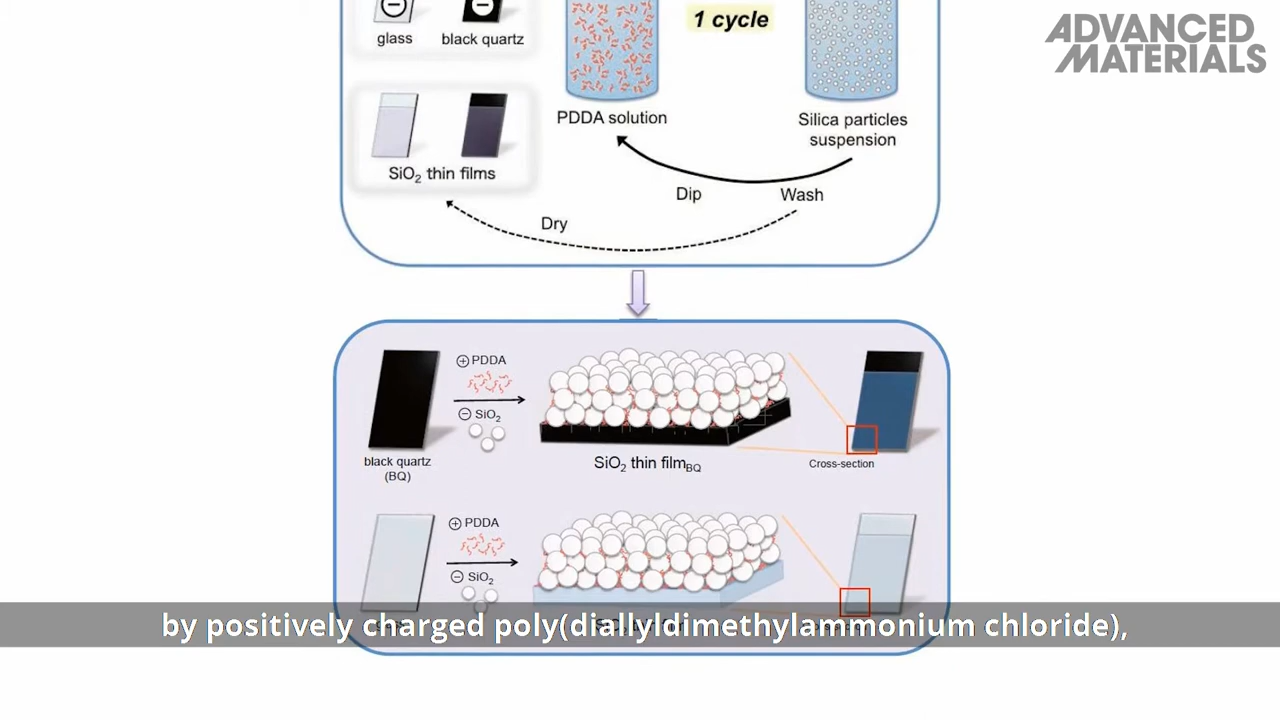 ADVANCED
MATERIALS
1 cycle
glass
black quartz
PDDA solution
Silica particles
suspension
SiO₂ thin films
Dip
Wash
Dry
⊕ PDDA
⊖ SiO₂
black quartz
(BQ)
SiO₂ thin filmBQ
Cross-section
⊕ PDDA
⊖ SiO₂
by positively charged poly(diallyldimethylammonium chloride),